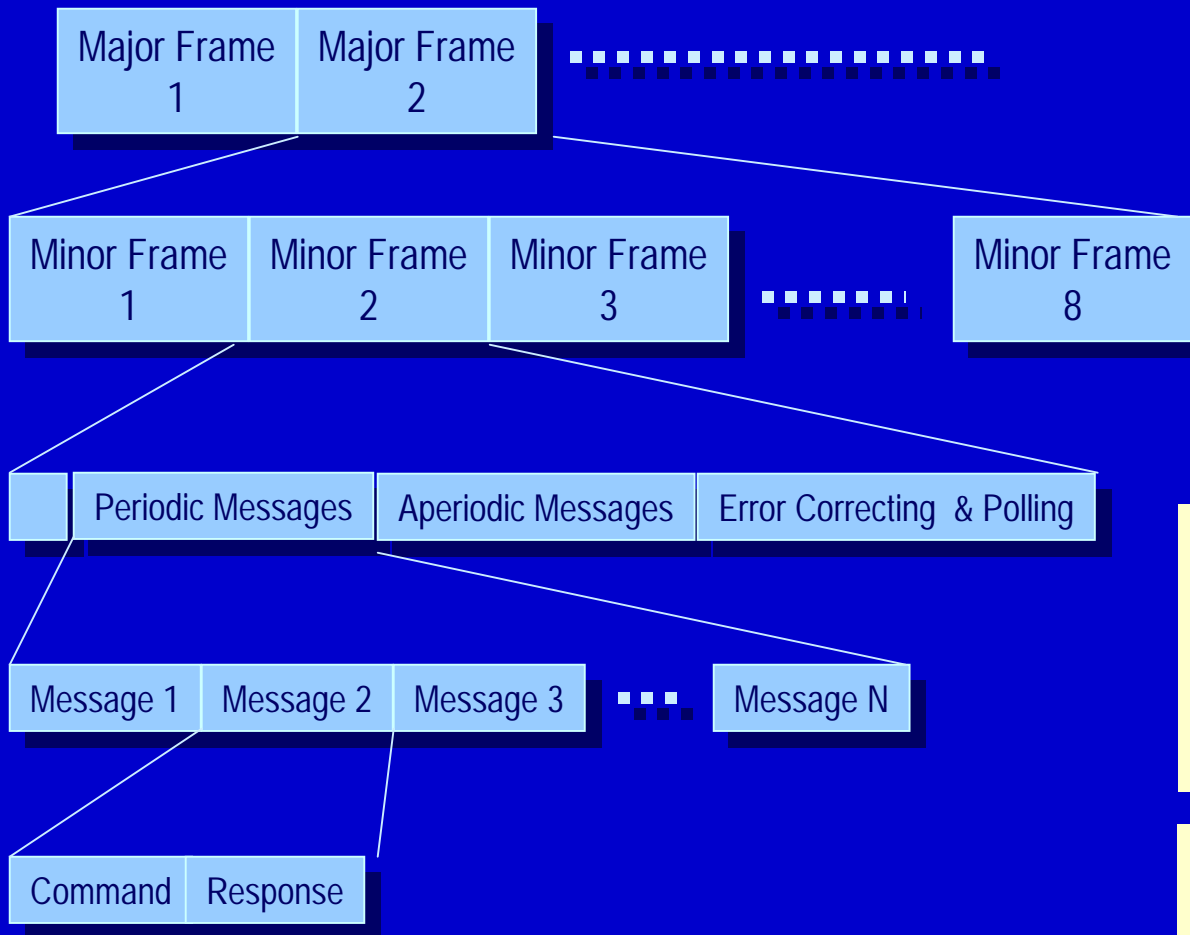 Major Frame
1
Major Frame
2
Minor Frame
1
Minor Frame
2
Minor Frame
3
Minor Frame
8
Periodic Messages
Aperiodic Messages
Error Correcting & Polling
Message 1
Message 2
Message 3
Message N
Command
Response